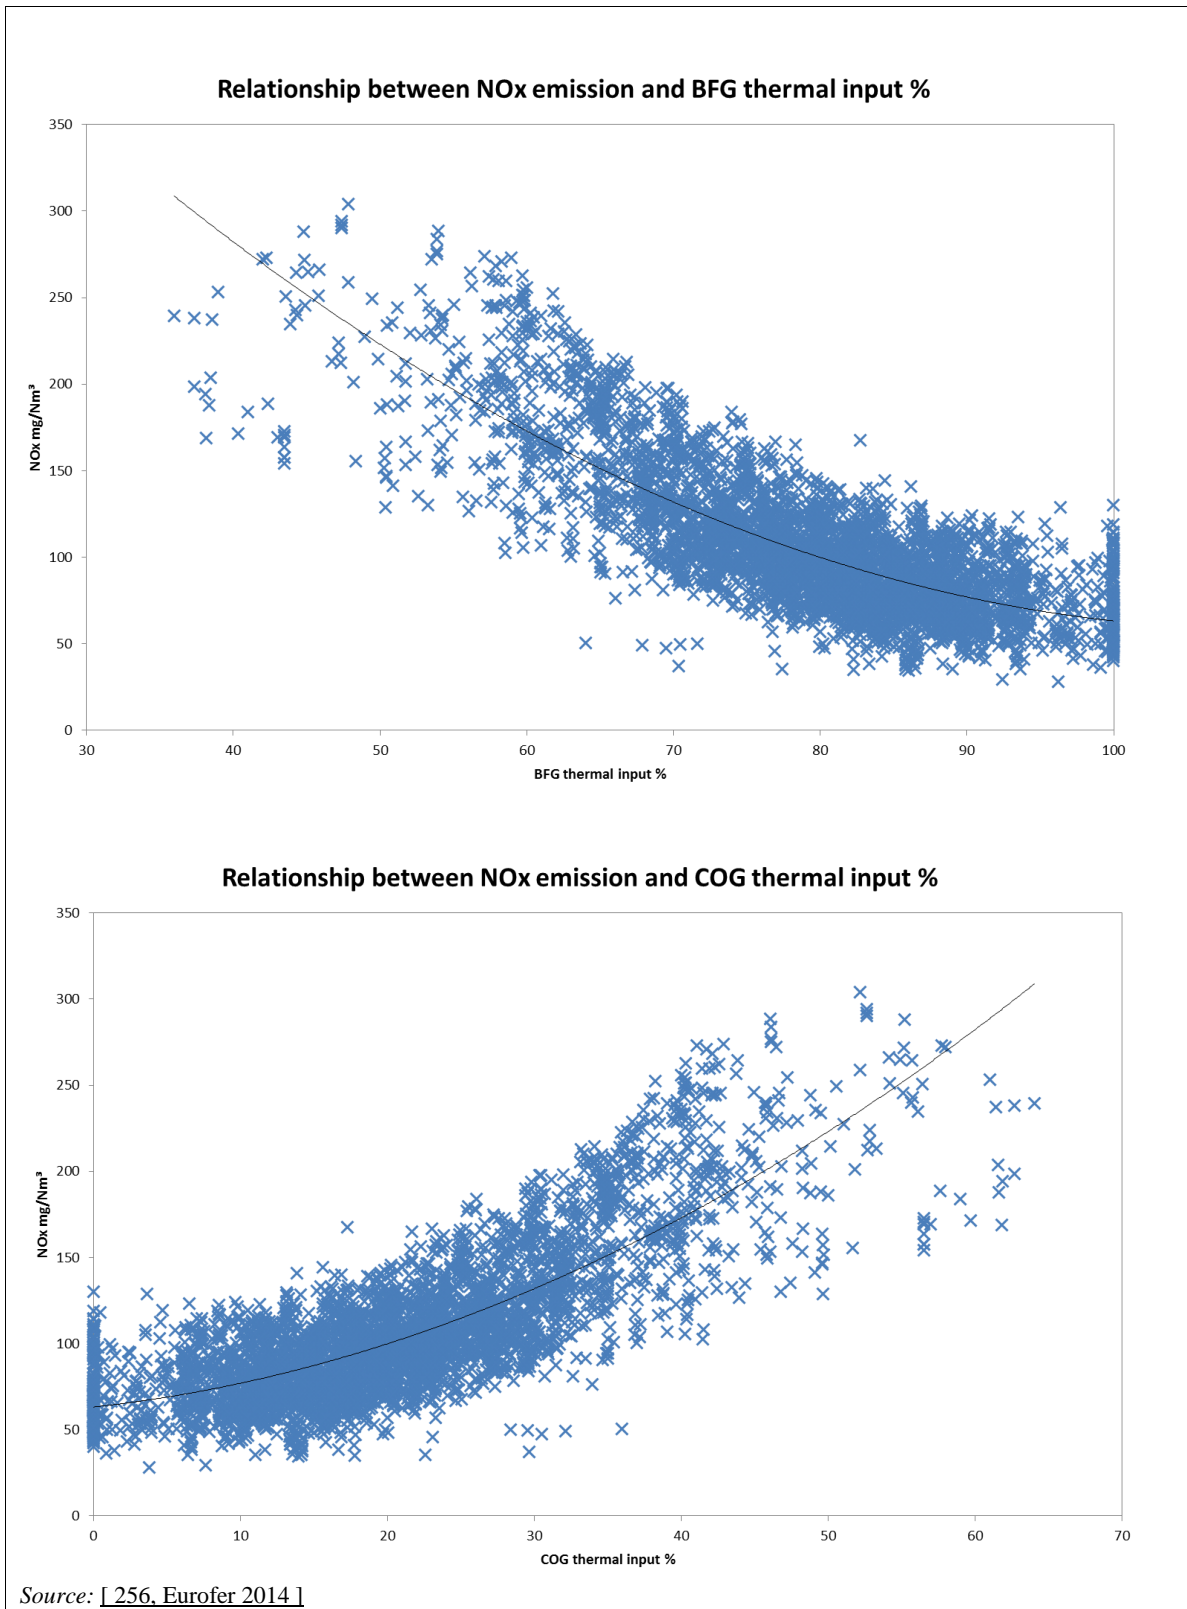 Relationship between NOx emission and BFG thermal input %
350
300
250
200
150
100
50
0
NOx mg/Nm³
30 40 50 60 70 80 90 100
BFG thermal input %
Relationship between NOx emission and COG thermal input %
350
300
250
200
150
100
50
0
NOx mg/Nm³
0 10 20 30 40 50 60 70
COG thermal input %
Source: [ 256, Eurofer 2014 ]